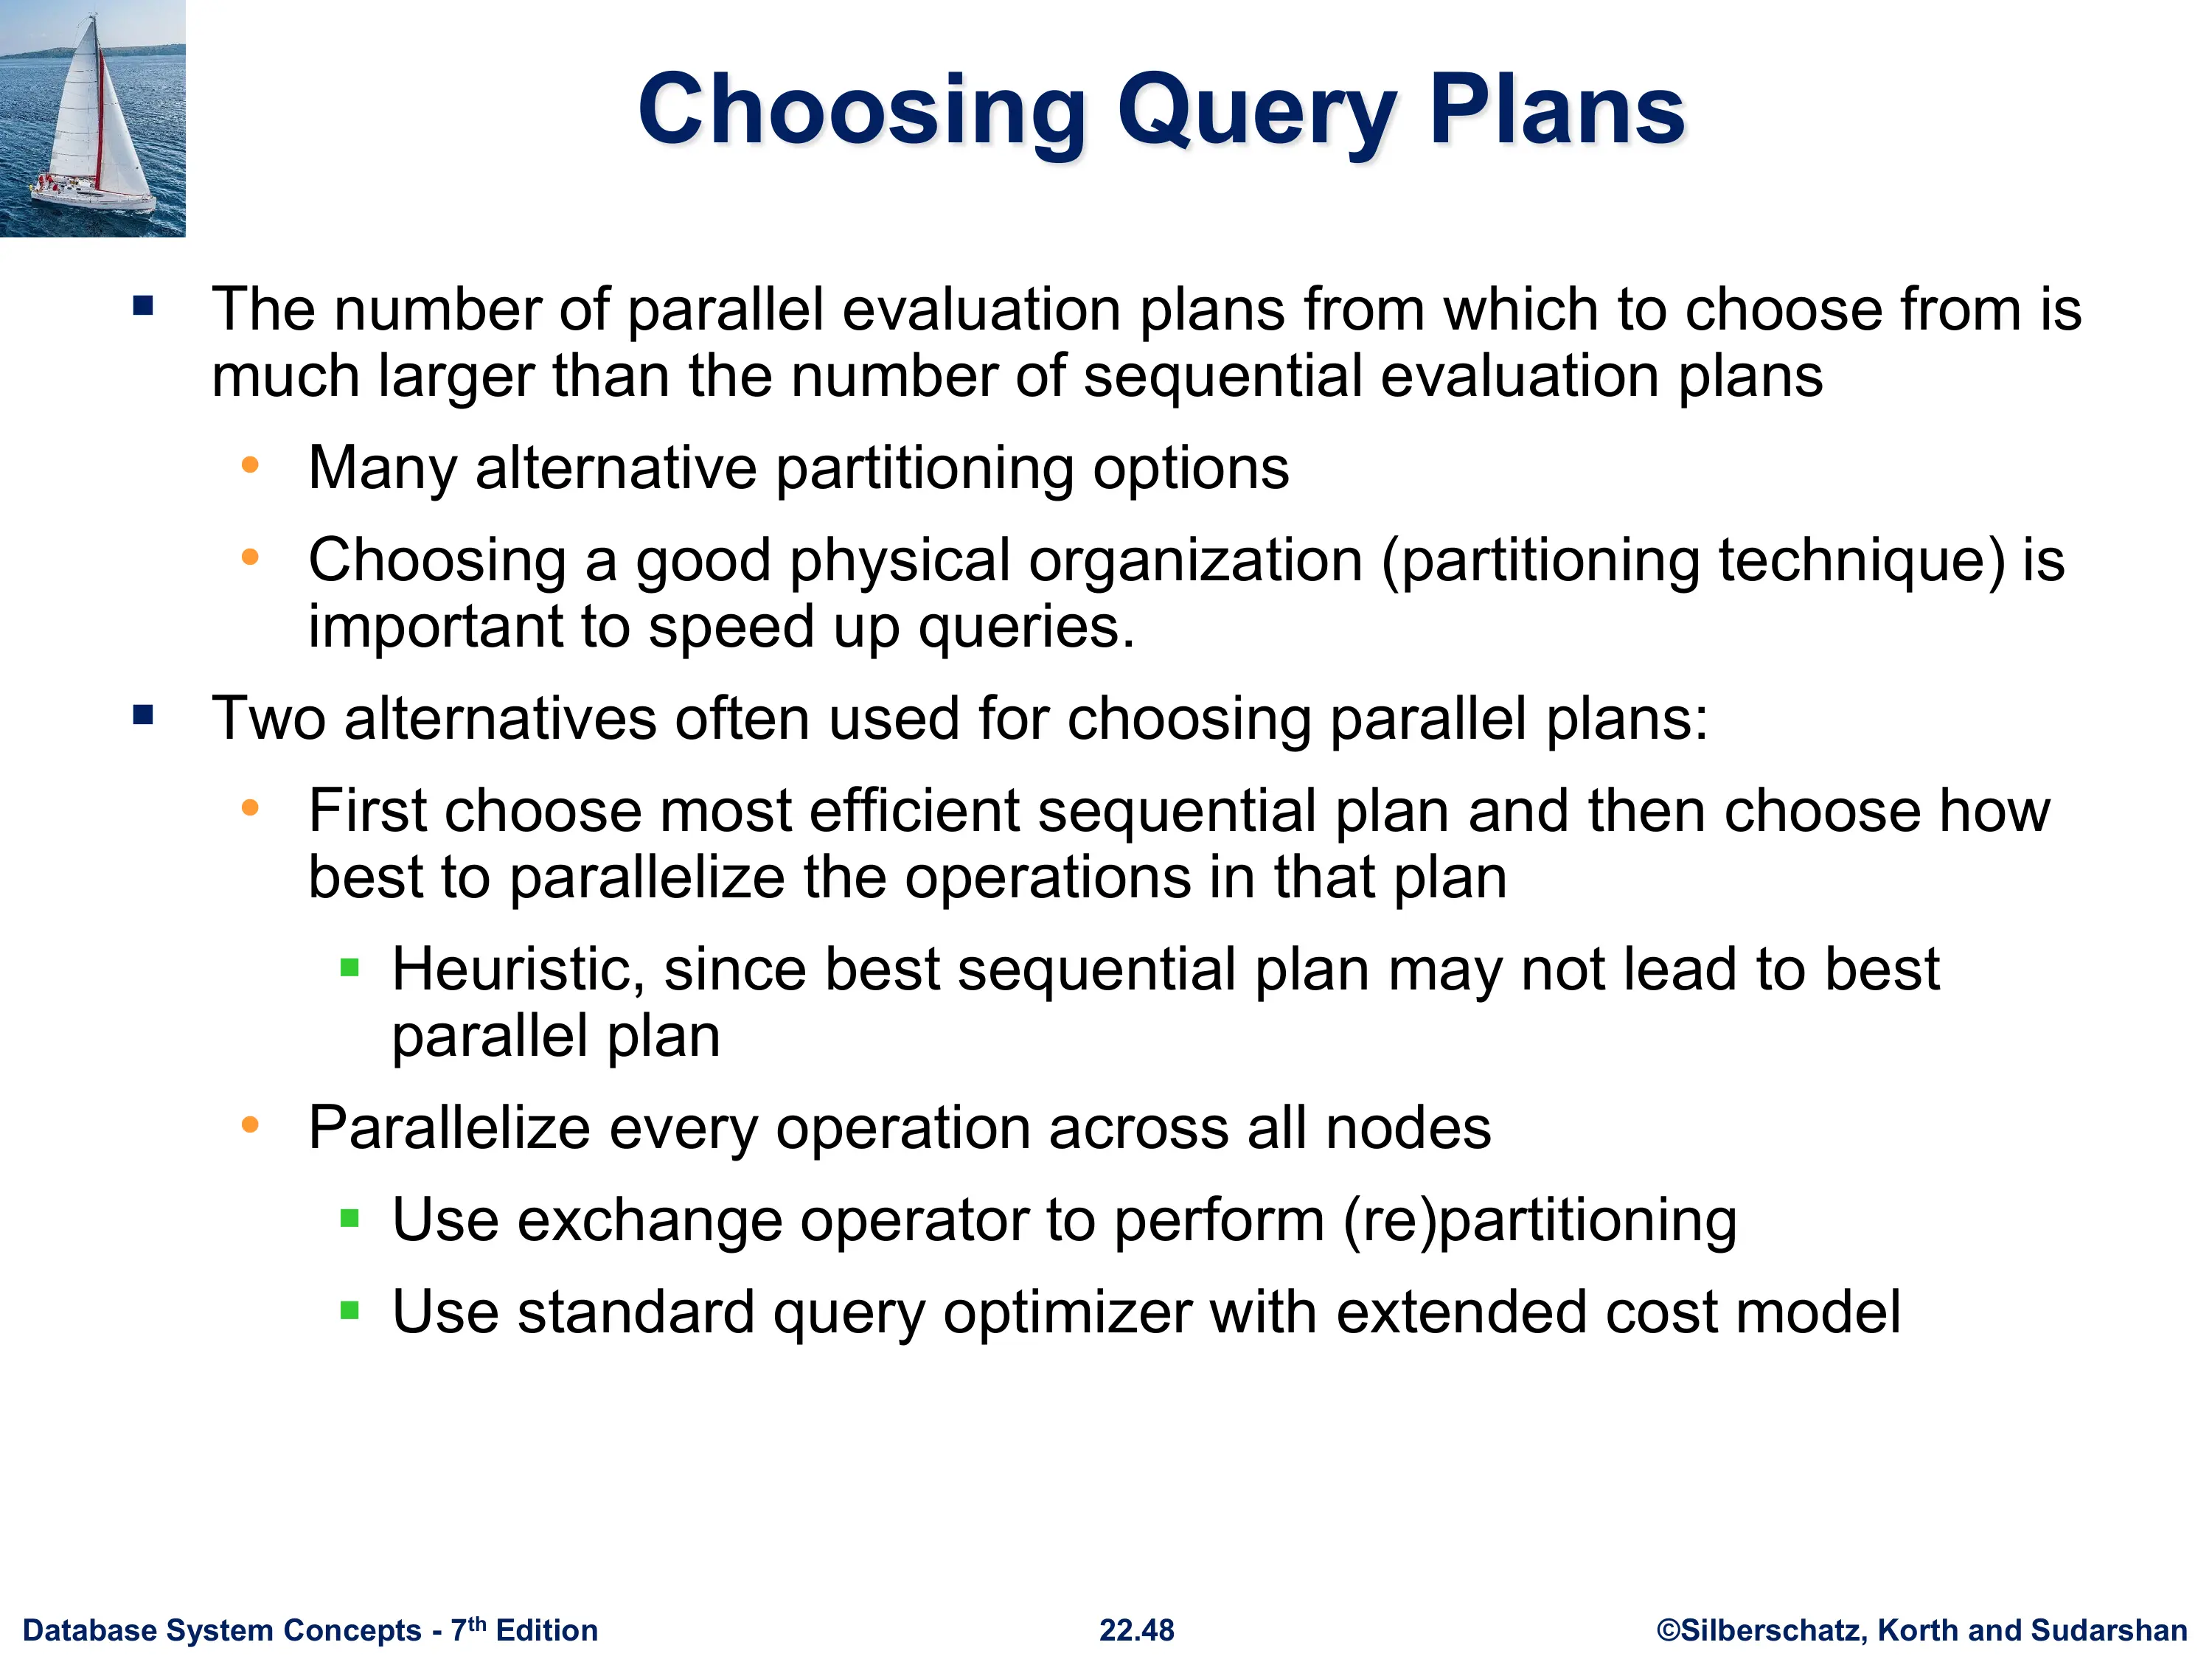 Choosing Query Plans
The number of parallel evaluation plans from which to choose from is
much larger than the number of sequential evaluation plans
Many alternative partitioning options
Choosing a good physical organization (partitioning technique) is
important to speed up queries.
Two alternatives often used for choosing parallel plans:
First choose most efficient sequential plan and then choose how
best to parallelize the operations in that plan
Heuristic, since best sequential plan may not lead to best
parallel plan
Parallelize every operation across all nodes
Use exchange operator to perform (re)partitioning
Use standard query optimizer with extended cost model
Database System Concepts - 7th Edition
22.48
©Silberschatz, Korth and Sudarshan